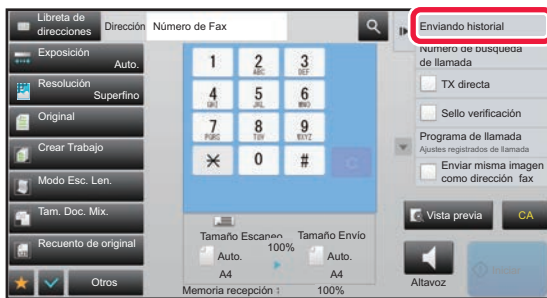 Libreta de
direcciones
Dirección
Número de Fax
Exposición
Auto.
Resolución
Superfino
Original
Crear Trabajo
Modo Esc. Len.
Tam. Doc. Mix.
Recuento de original
Otros
1
2
ABC
3
DEF
4
GHI
5
JKL
6
MNO
7
PQRS
8
TUV
9
WXYZ
0
#
C
Tamaño Escaneo
Tamaño Envío
100%
Auto.
Auto.
A4
A4
Memoria recepción :
100%
Enviando historial
Número de búsqueda
de llamada
TX directa
Sello verificación
Programa de llamada
Ajustes registrados de llamada
Enviar misma imagen
como dirección fax
Vista previa
CA
Altavoz